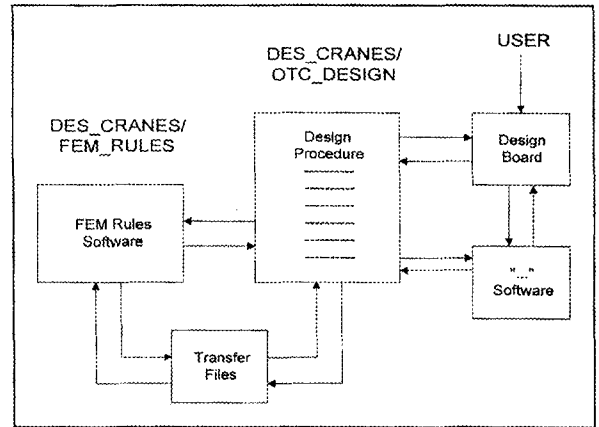 USER
DES_CRANES/
OTC_DESIGN
DES_CRANES/
FEM_RULES
Design
Procedure
Design
Board
FEM Rules
Software
"_"
Software
Transfer
Files